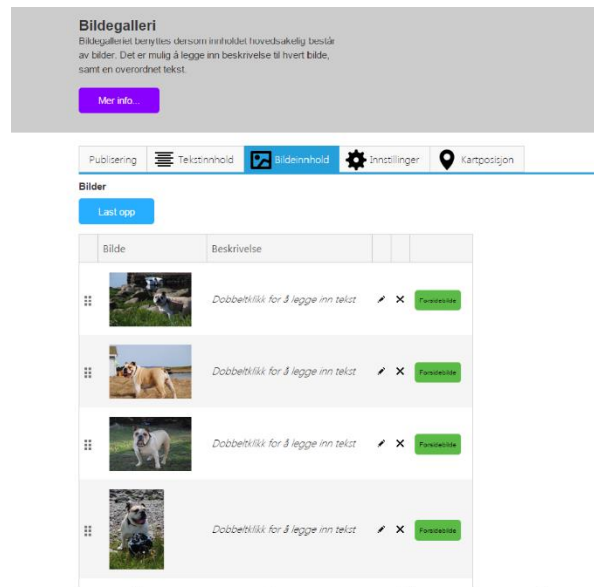 Bildegalleri
Bildegalleriet benyttes dersom innholdet hovedsakelig består
av bilder. Det er mulig å legge inn beskrivelse til hvert bilde,
samt en overordnet tekst.
Mer info...
Publisering Tekstinnhold Bildeinnhold Innstillinger Kartposisjon
Bilder
Last opp
Bilde Beskrivelse
Dobbeltklikk for å legge inn tekst Forsidebilde
Dobbeltklikk for å legge inn tekst Forsidebilde
Dobbeltklikk for å legge inn tekst Forsidebilde
Dobbeltklikk for å legge inn tekst Forsidebilde